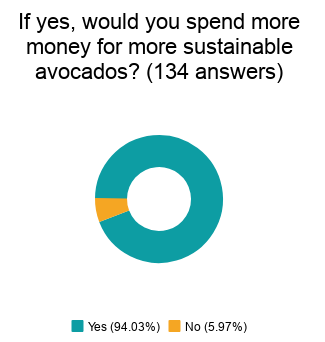 If yes, would you spend more
money for more sustainable
avocados? (134 answers)
Yes (94.03%) No (5.97%)